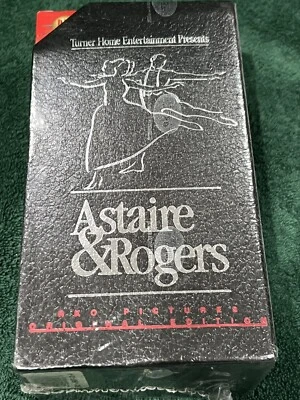 Turner Home Entertainment Presents
Astaire
&Rogers
RKO PICTURES
ORIGINAL EDITION